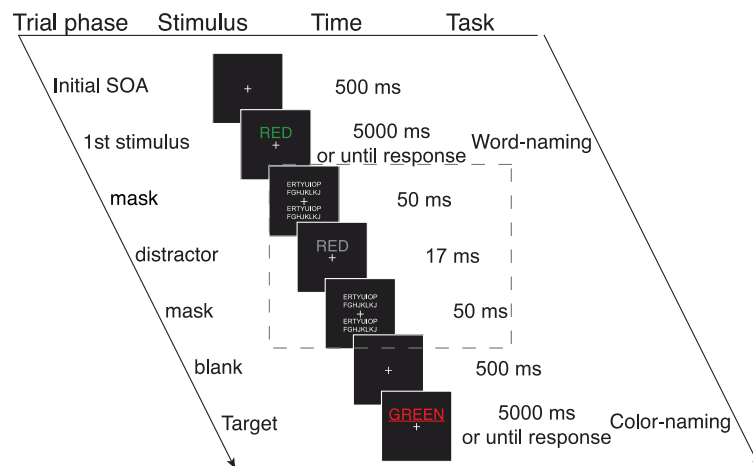 Trial phase Stimulus Time Task
Initial SOA 500 ms
1st stimulus RED 5000 ms
or until response Word-naming
mask ERTYUIOP
FGHJKLKJ
ERTYUIOP
FGHJKLKJ 50 ms
distractor RED 17 ms
mask ERTYUIOP
FGHJKLKJ
ERTYUIOP
FGHJKLKJ 50 ms
blank 500 ms
Target GREEN 5000 ms
or until response Color-naming